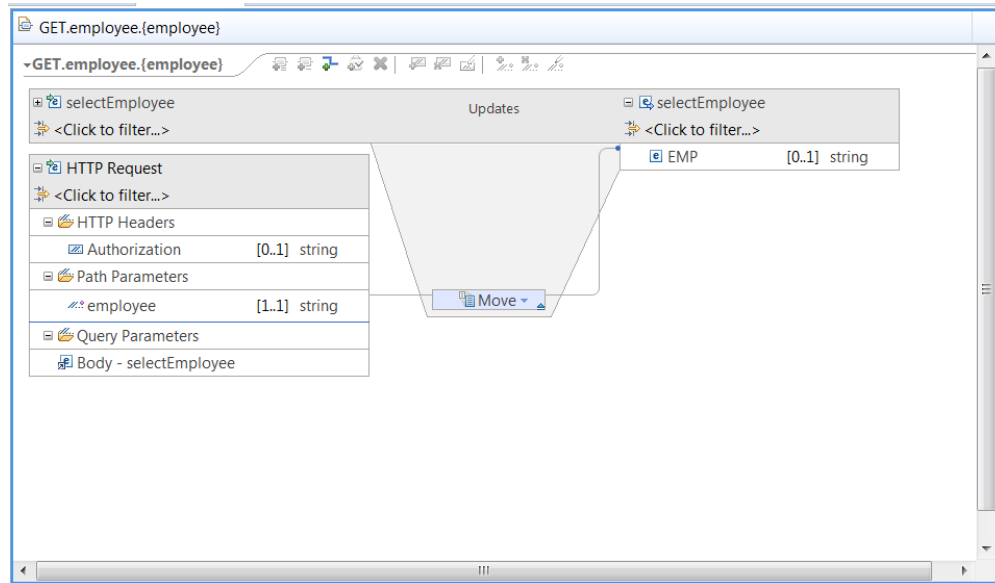 GET.employee.{employee}
GET.employee.{employee}
selectEmployee
<Click to filter...>
Updates
selectEmployee
<Click to filter...>
EMP [0..1] string
HTTP Request
<Click to filter...>
HTTP Headers
Authorization [0..1] string
Path Parameters
employee [1..1] string
Query Parameters
Body - selectEmployee
Move